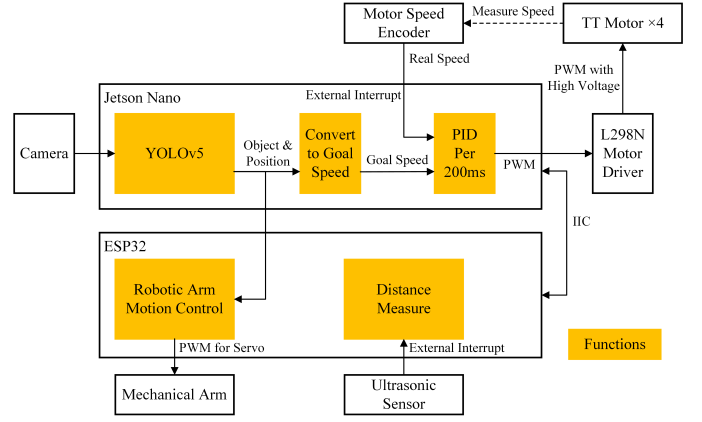 Motor Speed
Encoder
Measure Speed
TT Motor ×4
Real Speed
PWM with
High Voltage
Jetson Nano
External Interrupt
Camera
YOLOv5
Object &
Position
Convert
to Goal
Speed
Goal Speed
PID
Per
200ms
PWM
L298N
Motor
Driver
IIC
ESP32
Robotic Arm
Motion Control
Distance
Measure
Functions
PWM for Servo
External Interrupt
Mechanical Arm
Ultrasonic
Sensor